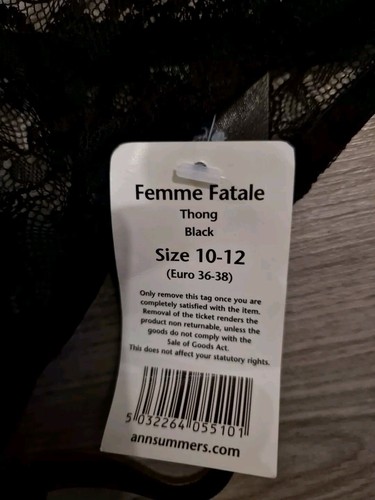 Femme Fatale
Thong
Black
Size 10-12
(Euro 36-38)
Only remove this tag once you are
completely satisfied with the item.
Removal of the ticket renders the
product non returnable, unless the
goods do not comply with the
Sale of Goods Act.
This does not affect your statutory rights.
5 032264 055101
annsummers.com